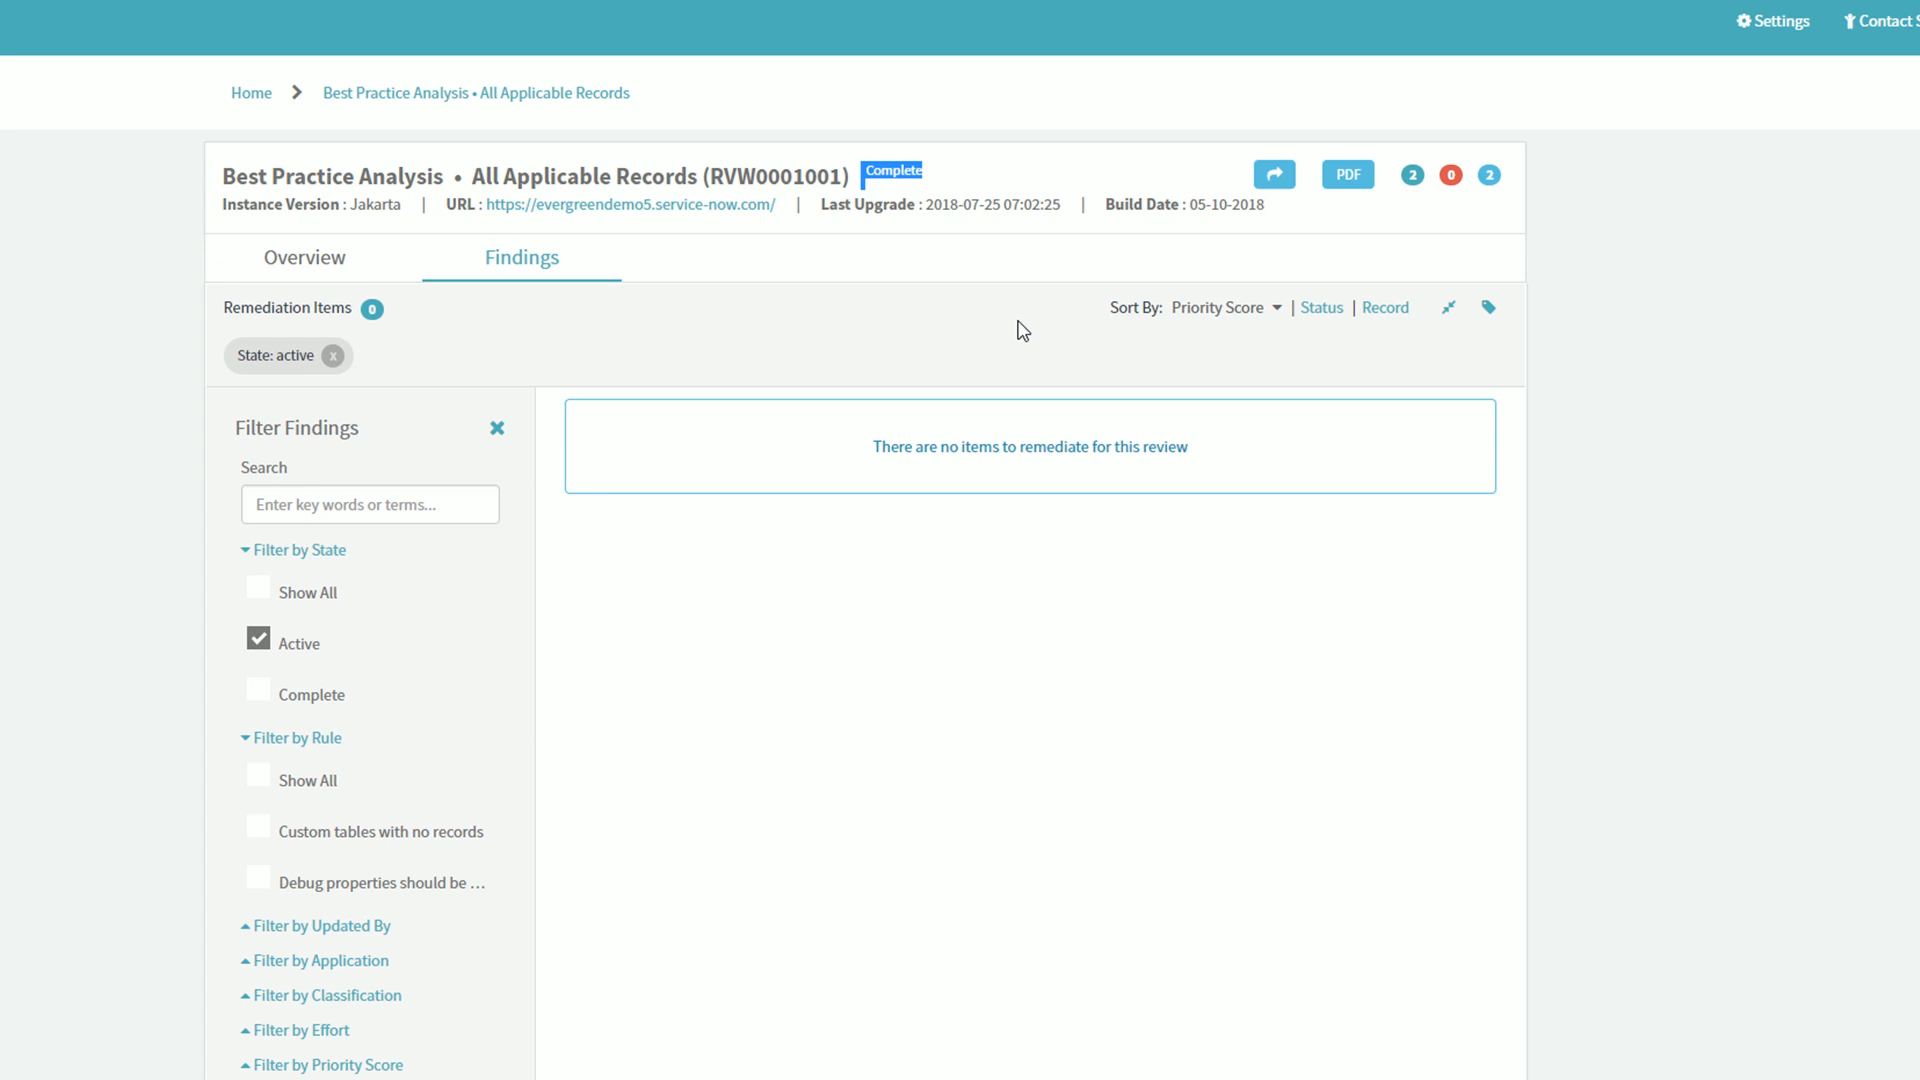 Settings
Contact S
Home
Best Practice Analysis • All Applicable Records
Best Practice Analysis • All Applicable Records (RVW0001001) Complete
PDF 2 0 2
Instance Version : Jakarta | URL : https://evergreendemo5.service-now.com/ | Last Upgrade : 2018-07-25 07:02:25 | Build Date : 05-10-2018
Overview Findings
Remediation Items 0
Sort By: Priority Score | Status | Record
State: active x
Filter Findings
There are no items to remediate for this review
Search
Enter key words or terms...
Filter by State
Show All
Active
Complete
Filter by Rule
Show All
Custom tables with no records
Debug properties should be ...
Filter by Updated By
Filter by Application
Filter by Classification
Filter by Effort
Filter by Priority Score